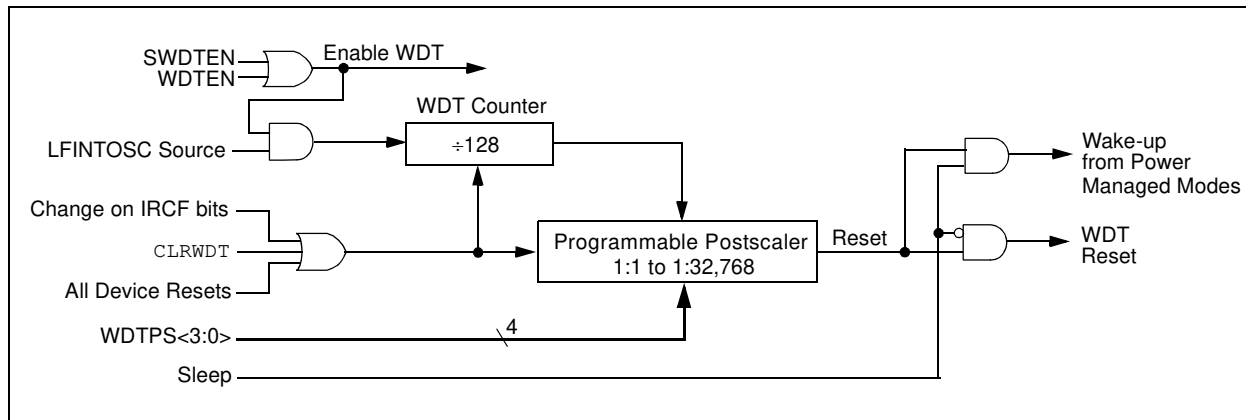 SWDTEN
WDTEN
Enable WDT
WDT Counter
÷128
LFINTOSC Source
Wake-up
from Power
Managed Modes
Change on IRCF bits
CLRWDT
All Device Resets
Programmable Postscaler
1:1 to 1:32,768
Reset
WDT
Reset
WDTPS<3:0>
4
Sleep